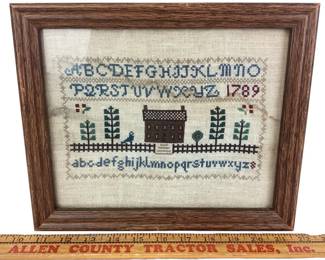 ABCDEFGHIJKLMNO
PQRSTUVWXYZ 1789
abcdefghijklmnopqrstuvwxyz
ALLEN COUNTY TRACTOR SALES, Inc.